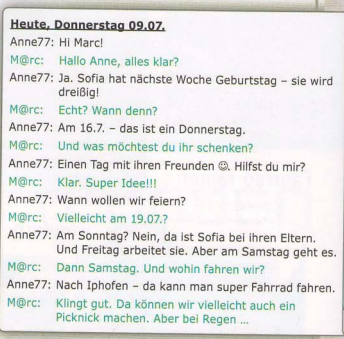 Heute, Donnerstag 09.07.
Anne77: Hi Marc!
M@rc: Hallo Anne, alles klar?
Anne77: Ja. Sofia hat nächste Woche Geburtstag – sie wird
dreißig!
M@rc: Echt? Wann denn?
Anne77: Am 16.7. – das ist ein Donnerstag.
M@rc: Und was möchtest du ihr schenken?
Anne77: Einen Tag mit ihren Freunden ☺. Hilfst du mir?
M@rc: Klar. Super Idee!!!
Anne77: Wann wollen wir feiern?
M@rc: Vielleicht am 19.07.?
Anne77: Am Sonntag? Nein, da ist Sofia bei ihren Eltern.
Und Freitag arbeitet sie. Aber am Samstag geht es.
M@rc: Dann Samstag. Und wohin fahren wir?
Anne77: Nach Iphofen – da kann man super Fahrrad fahren.
M@rc: Klingt gut. Da können wir vielleicht auch ein
Picknick machen. Aber bei Regen ...